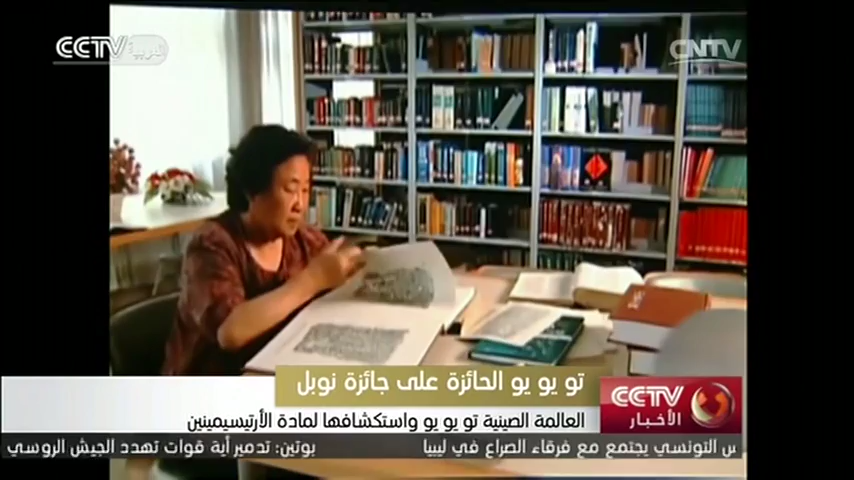 CCTV العربية
CNTV
تو يو يو الحائزة على جائزة نوبل
العالمة الصينية تو يو يو واستكشافها لمادة الأرتيسيمينين
CCTV
الأخبار
س التونسي يجتمع مع فرقاء الصراع في ليبيا
بوتين: تدمير أية قوات تهدد الجيش الروسي